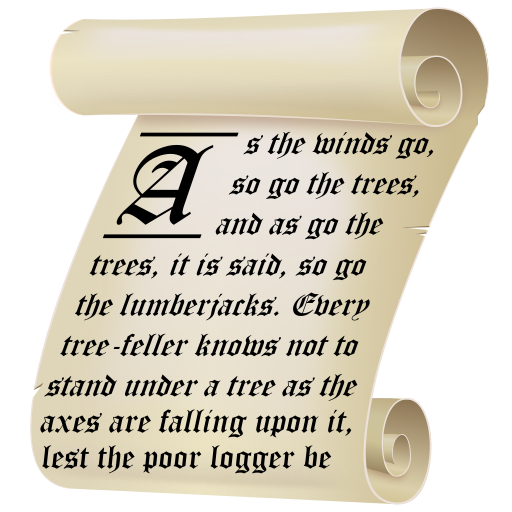 As the winds go,
so go the trees,
and as go the
trees, it is said, so go
the lumberjacks. Every
tree-feller knows not to
stand under a tree as the
axes are falling upon it,
lest the poor logger be